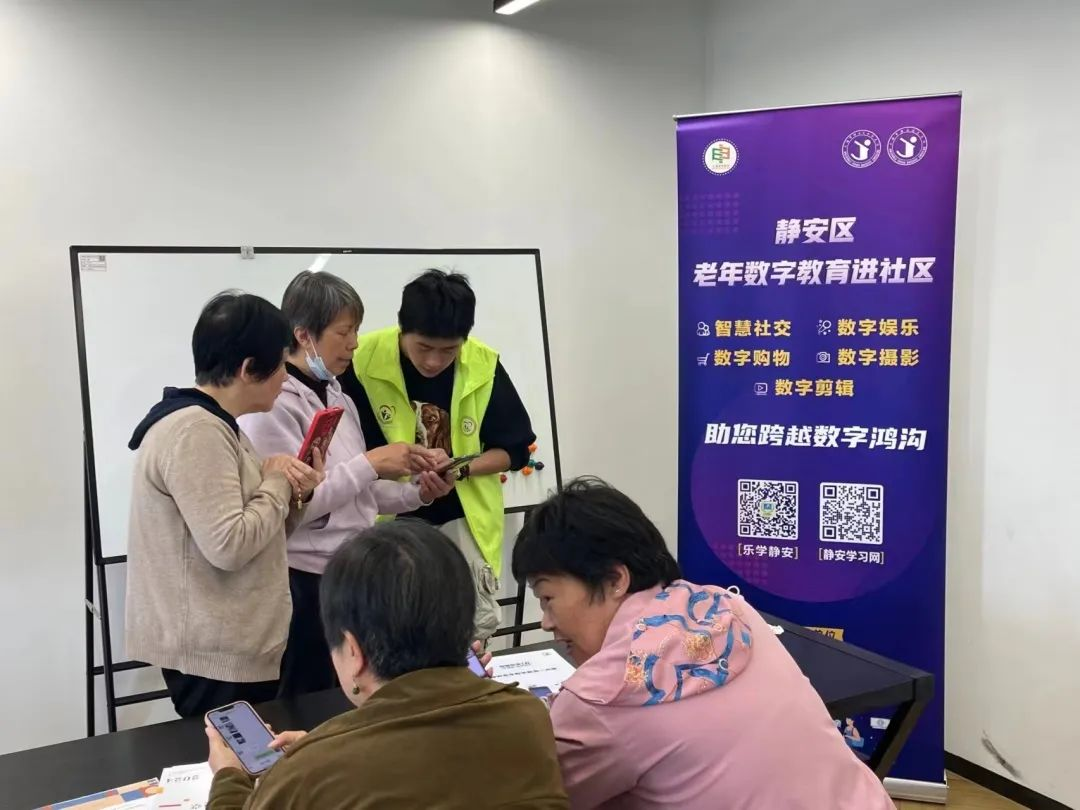 静安区
老年数字教育进社区
智慧社交 数字娱乐
数字购物 数字摄影
数字剪辑
助您跨越数字鸿沟
[乐学静安] [静安学习网]
2024